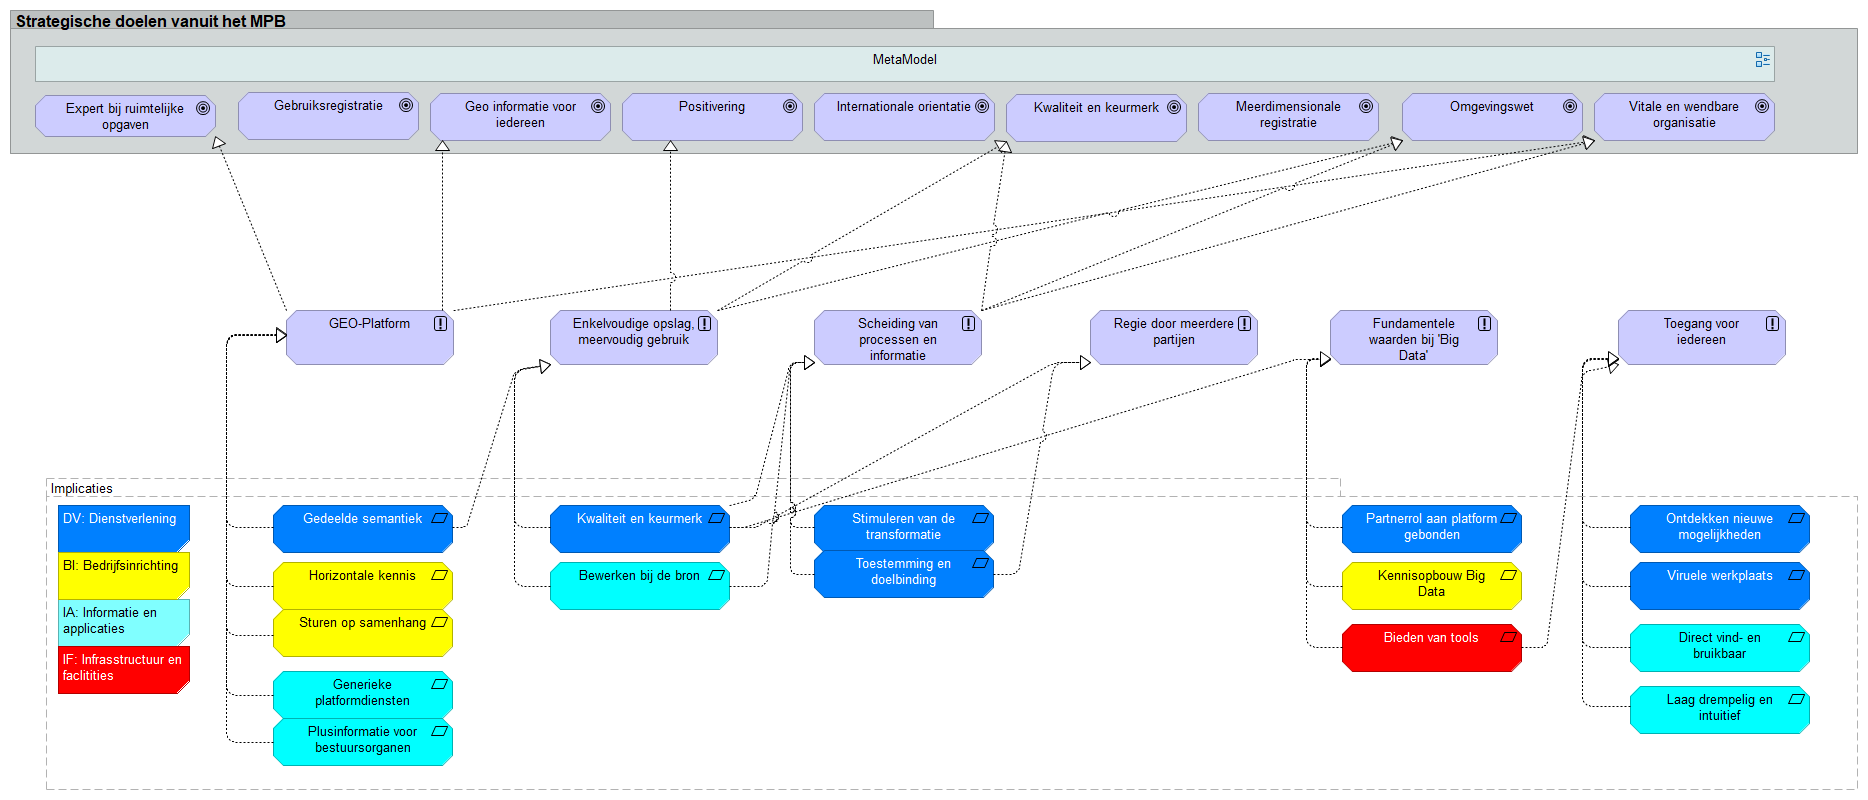 Strategische doelen vanuit het MPB
MetaModel
Expert bij ruimtelijke
opgaven
Gebruiksregistratie
Geo informatie voor
iedereen
Positivering
Internationale orientatie
Kwaliteit en keurmerk
Meerdimensionale
registratie
Omgevingswet
Vitale en wendbare
organisatie
GEO-Platform
Enkelvoudige opslag,
meervoudig gebruik
Scheiding van
processen en
informatie
Regie door meerdere
partijen
Fundamentele
waarden bij 'Big
Data'
Toegang voor
iedereen
Implicaties
DV: Dienstverlening
BI: Bedrijfsinrichting
IA: Informatie en
applicaties
IF: Infrasstructuur en
faclitities
Gedeelde semantiek
Horizontale kennis
Sturen op samenhang
Generieke
platformdiensten
Plusinformatie voor
bestuursorganen
Kwaliteit en keurmerk
Bewerken bij de bron
Stimuleren van de
transformatie
Toestemming en
doelbinding
Partnerrol aan platform
gebonden
Kennisopbouw Big
Data
Bieden van tools
Ontdekken nieuwe
mogelijkheden
Viruele werkplaats
Direct vind- en
bruikbaar
Laag drempelig en
intuitief